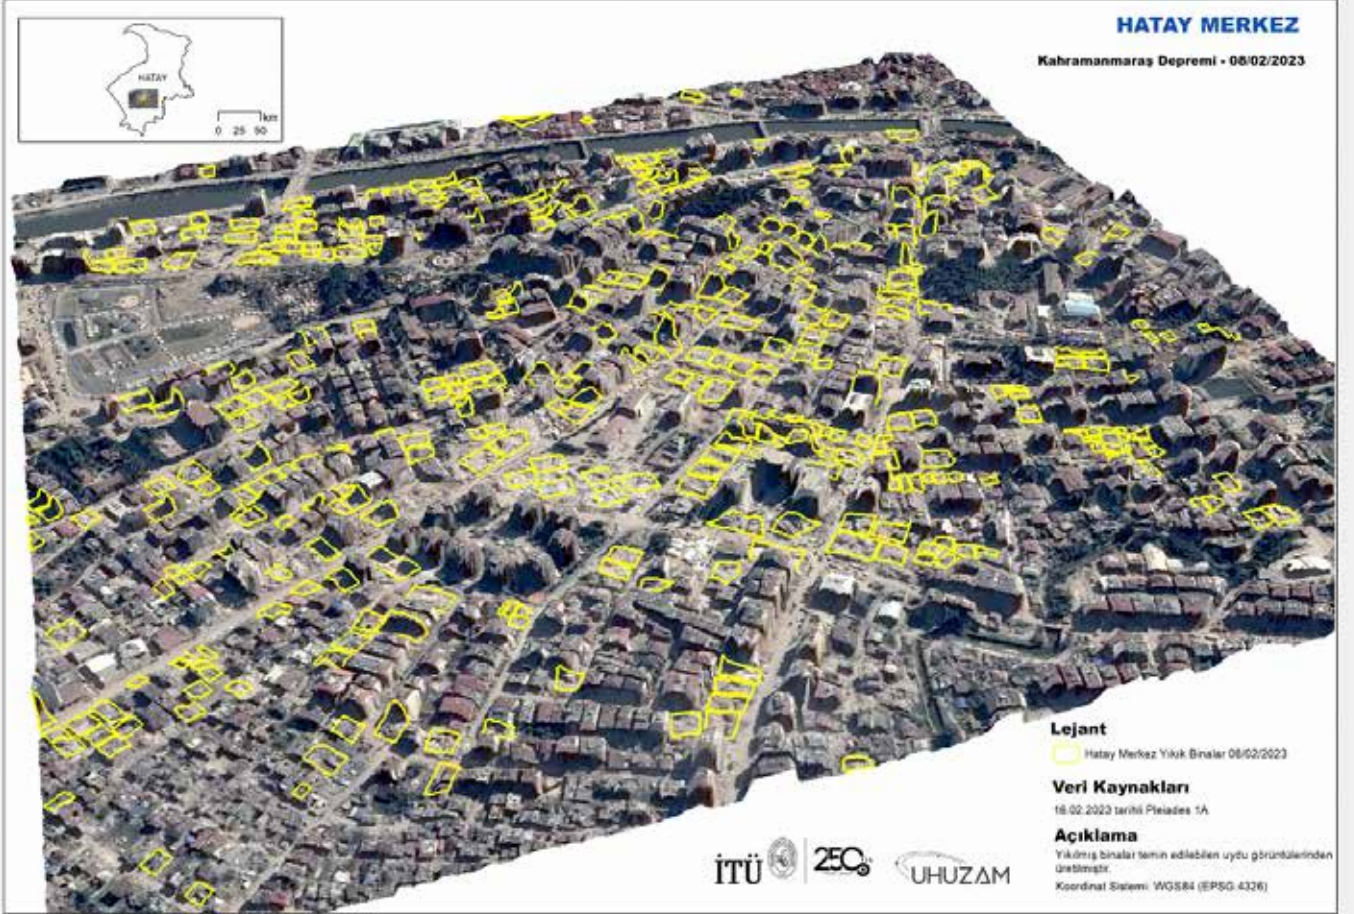 HATAY MERKEZ
Kahramanmaraş Depremi - 08/02/2023
HATAY
km
0 25 50
Lejant
Hatay Merkez Yıkık Binalar 08/02/2023
Veri Kaynakları
16.02.2023 tarihli Pleiades 1A
Açıklama
Yıkılmış binalar temin edilebilen uydu görüntülerinden
üretilmiştir.
Koordinat Sistemi: WGS84 (EPSG:4326)
İTÜ
250
UHUZAM